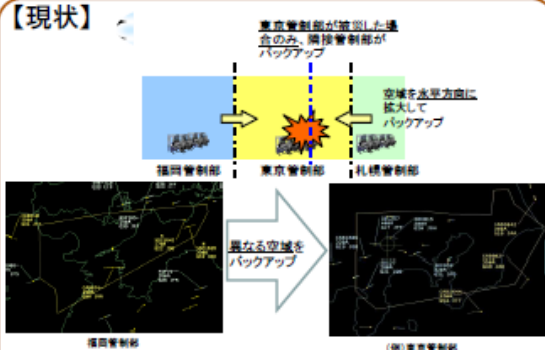 【現状】
東京管制部が被災した場
合のみ、隣接管制部が
バックアップ
空域を水平方向に
拡大して
バックアップ
福岡管制部
東京管制部
札幌管制部
異なる空域を
バックアップ
福岡管制部
(例)東京管制部